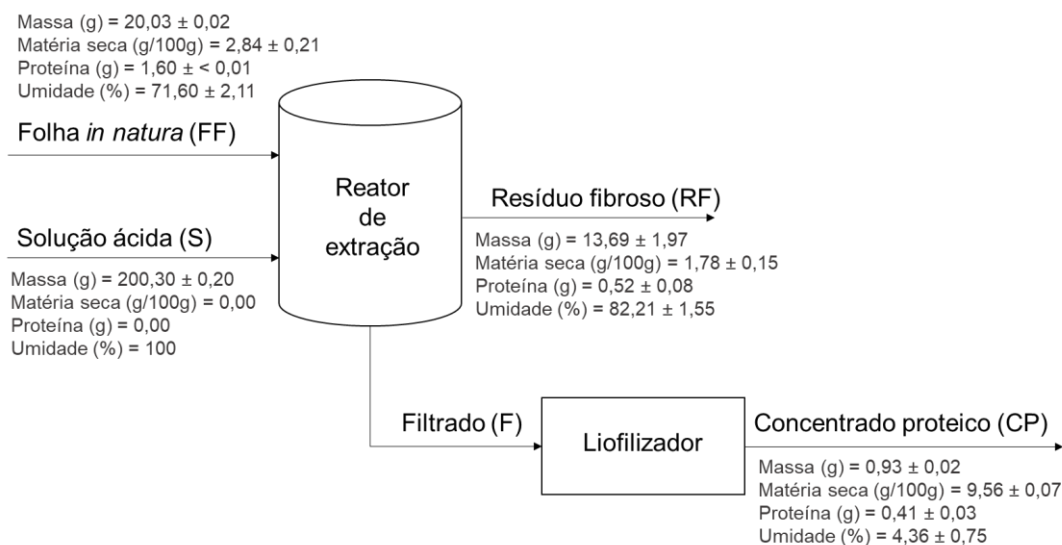 Massa (g) = 20,03 ± 0,02
Matéria seca (g/100g) = 2,84 ± 0,21
Proteína (g) = 1,60 ± < 0,01
Umidade (%) = 71,60 ± 2,11
Folha in natura (FF)
Reator
de
extração
Solução ácida (S)
Massa (g) = 200,30 ± 0,20
Matéria seca (g/100g) = 0,00
Proteína (g) = 0,00
Umidade (%) = 100
Resíduo fibroso (RF)
Massa (g) = 13,69 ± 1,97
Matéria seca (g/100g) = 1,78 ± 0,15
Proteína (g) = 0,52 ± 0,08
Umidade (%) = 82,21 ± 1,55
Filtrado (F)
Liofilizador
Concentrado proteico (CP)
Massa (g) = 0,93 ± 0,02
Matéria seca (g/100g) = 9,56 ± 0,07
Proteína (g) = 0,41 ± 0,03
Umidade (%) = 4,36 ± 0,75